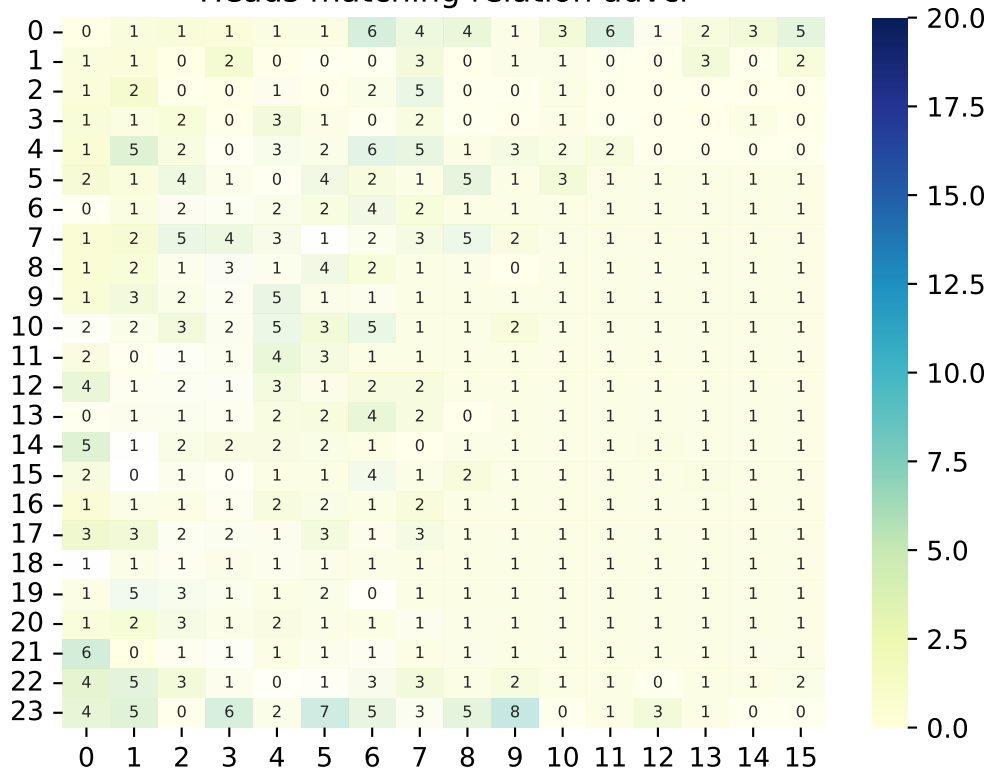 Heads matching relation advcl
0 0 1 1 1 1 1 6 4 4 1 3 6 1 2 3 5
1 1 1 0 2 0 0 0 3 0 1 1 0 0 3 0 2
2 1 2 0 0 1 0 2 5 0 0 1 0 0 0 0 0
3 1 1 2 0 3 1 0 2 0 0 1 0 0 0 1 0
4 1 5 2 0 3 2 6 5 1 3 2 2 0 0 0 0
5 2 1 4 1 0 4 2 1 5 1 3 1 1 1 1 1
6 0 1 2 1 2 2 4 2 1 1 1 1 1 1 1 1
7 1 2 5 4 3 1 2 3 5 2 1 1 1 1 1 1
8 1 2 1 3 1 4 2 1 1 0 1 1 1 1 1 1
9 1 3 2 2 5 1 1 1 1 1 1 1 1 1 1 1
10 2 2 3 2 5 3 5 1 1 2 1 1 1 1 1 1
11 2 0 1 1 4 3 1 1 1 1 1 1 1 1 1 1
12 4 1 2 1 3 1 2 2 1 1 1 1 1 1 1 1
13 0 1 1 1 2 2 4 2 0 1 1 1 1 1 1 1
14 5 1 2 2 2 2 1 0 1 1 1 1 1 1 1 1
15 2 0 1 0 1 1 4 1 2 1 1 1 1 1 1 1
16 1 1 1 1 2 2 1 2 1 1 1 1 1 1 1 1
17 3 3 2 2 1 3 1 3 1 1 1 1 1 1 1 1
18 1 1 1 1 1 1 1 1 1 1 1 1 1 1 1 1
19 1 5 3 1 1 2 0 1 1 1 1 1 1 1 1 1
20 1 2 3 1 2 1 1 1 1 1 1 1 1 1 1 1
21 6 0 1 1 1 1 1 1 1 1 1 1 1 1 1 1
22 4 5 3 1 0 1 3 3 1 2 1 1 0 1 1 2
23 4 5 0 6 2 7 5 3 5 8 0 1 3 1 0 0
0 1 2 3 4 5 6 7 8 9 10 11 12 13 14 15
20.0
17.5
15.0
12.5
10.0
7.5
5.0
2.5
0.0